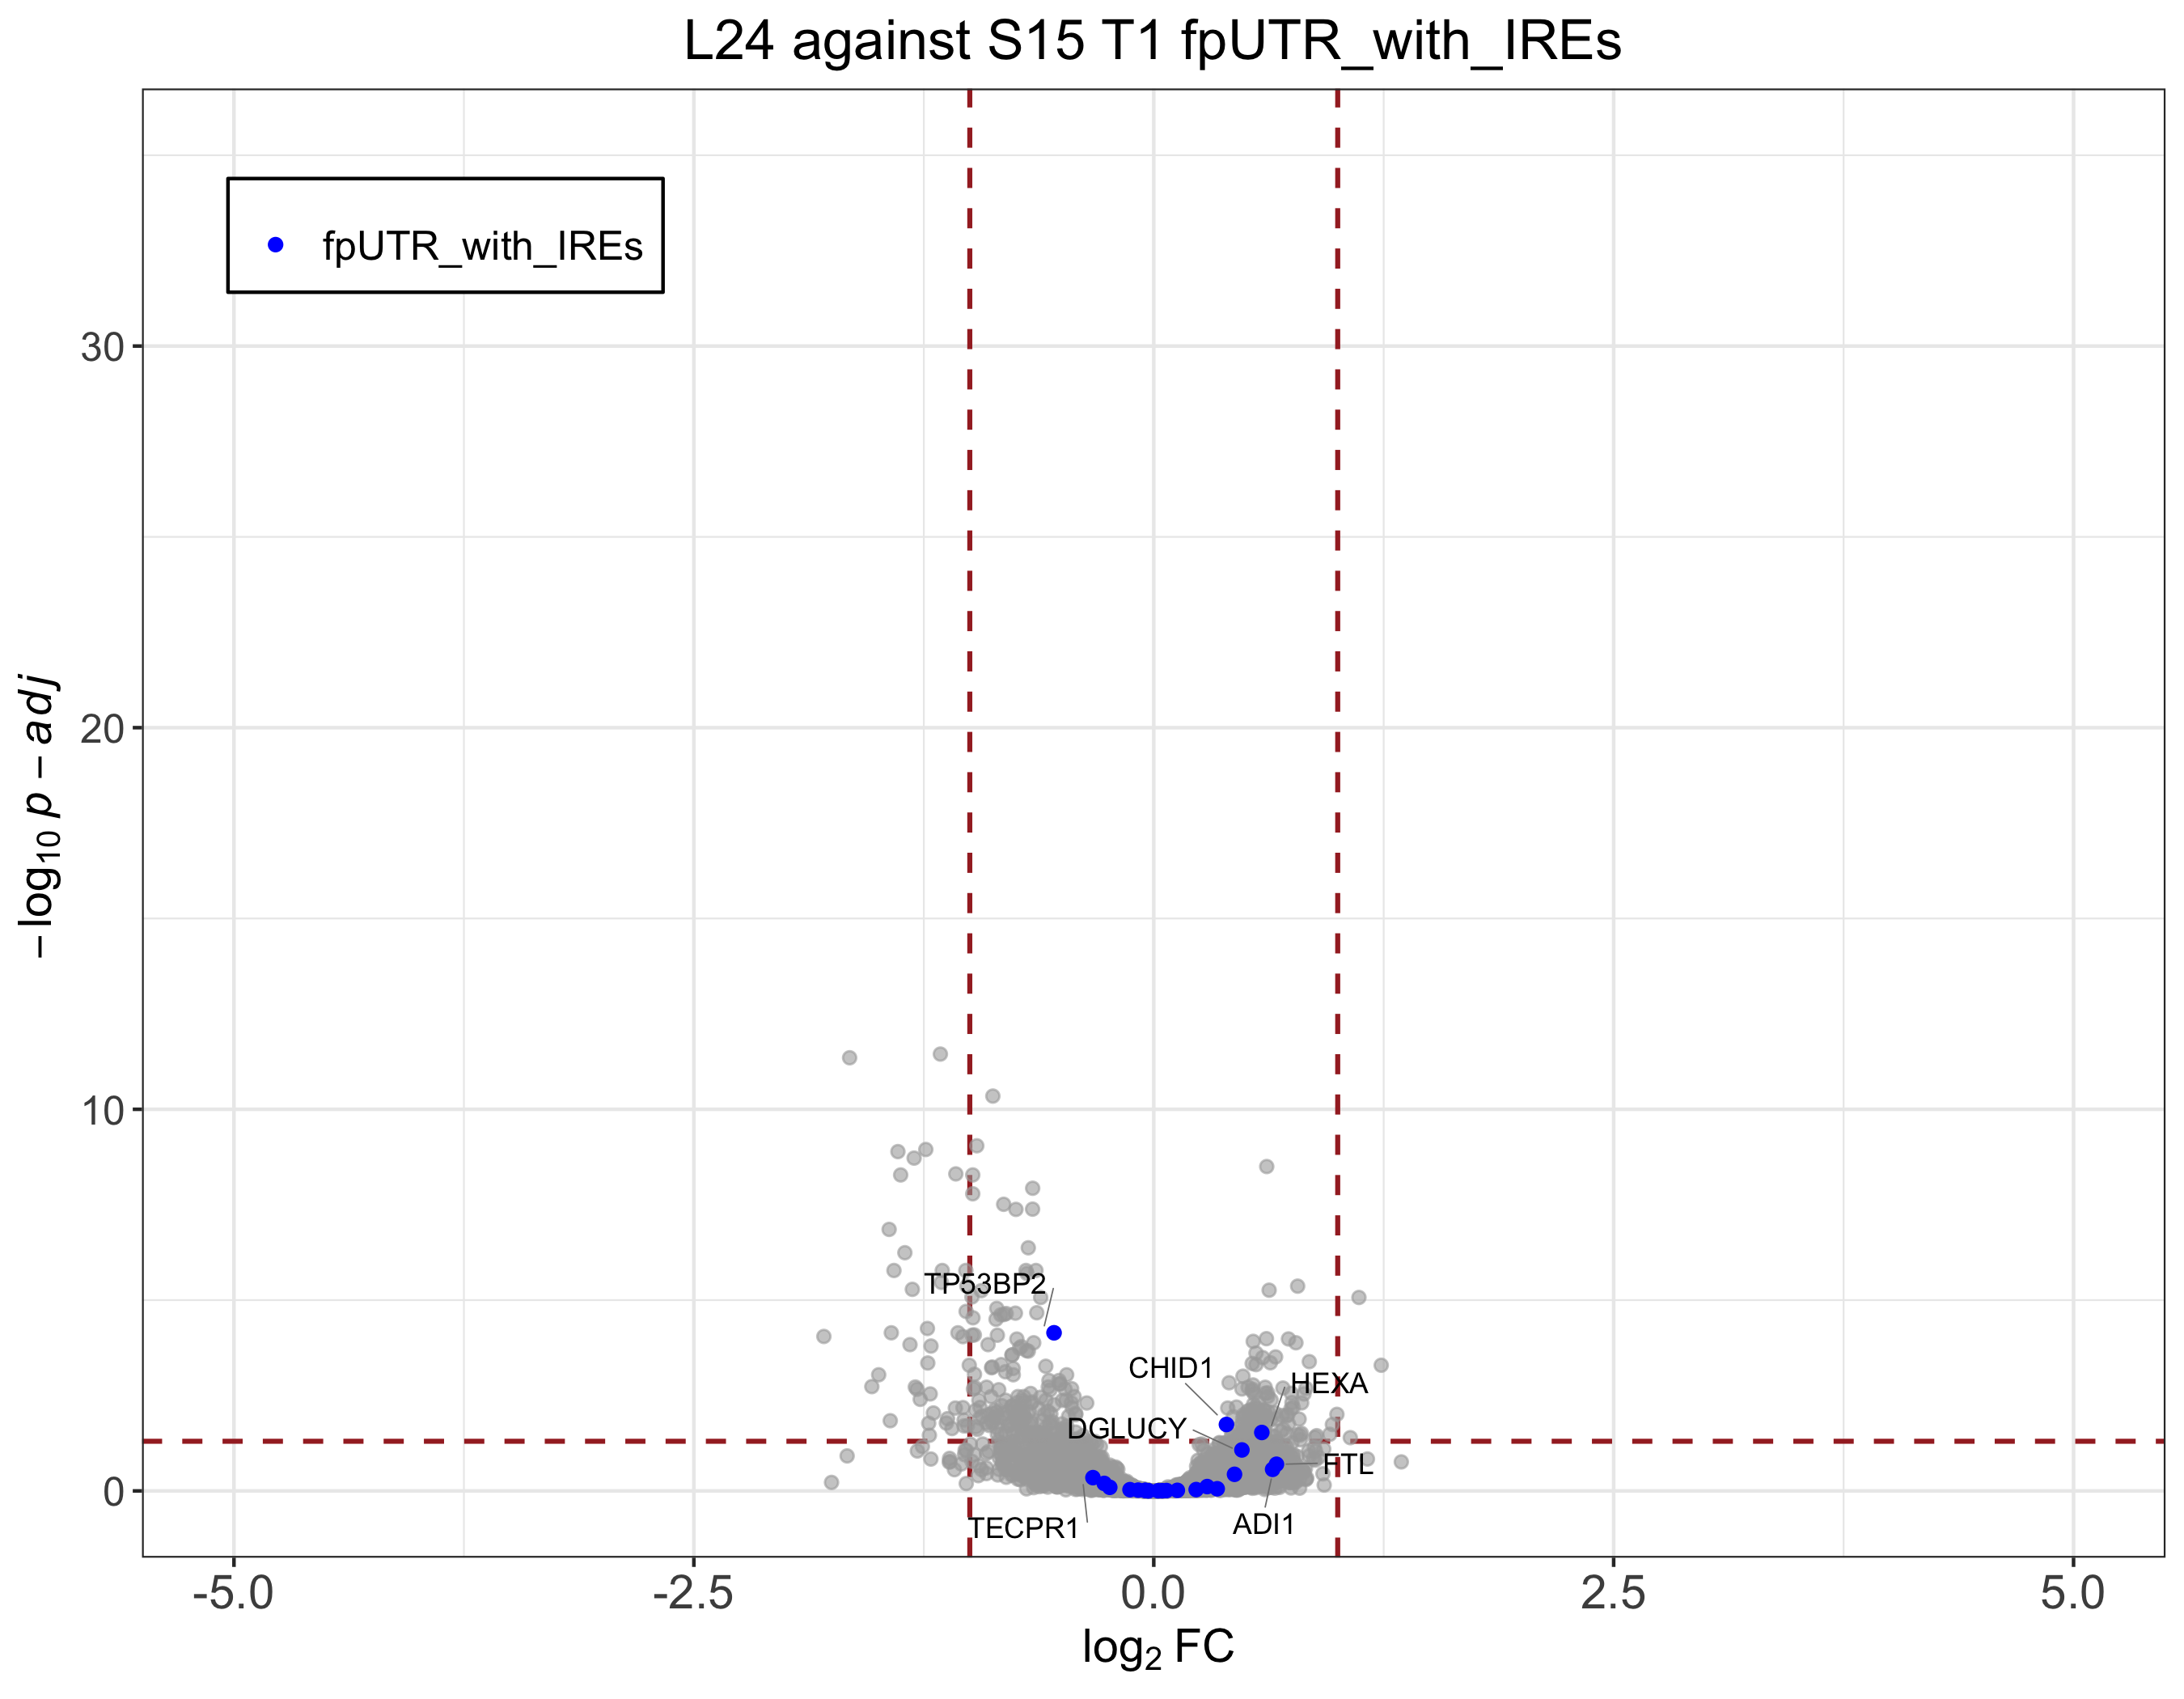 L24 against S15 T1 fpUTR_with_IREs
fpUTR_with_IREs
30
20
10
0
−log10 p − adj
TP53BP2
CHID1
HEXA
DGLUCY
FTL
TECPR1
ADI1
-5.0 -2.5 0.0 2.5 5.0
log2 FC